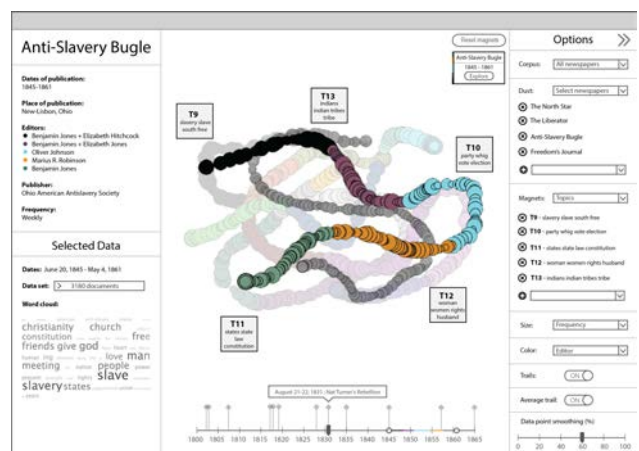 Anti-Slavery Bugle
Dates of publication:
1845-1861
Place of publication:
New-Lisbon, Ohio
Editors:
Benjamin Jones + Elizabeth Hitchcock
Benjamin Jones + Elizabeth Jones
Oliver Johnson
Marius R. Robinson
Benjamin Jones
Publisher:
Ohio American Antislavery Society
Frequency:
Weekly
Selected Data
Dates: June 20, 1845 - May 4, 1861
Data set: > 3180 documents
Word cloud:
christianity church
constitution free
friends give god
love man
meeting nation people power
slave
slavery states
Reset magnets
Anti-Slavery Bugle
1845 - 1861
Explore
T9
slavery slave
south free
T13
indians
indian tribes
tribe
T10
party whig
vote election
T11
states state
law
constitution
T12
woman
women rights
husband
August 21-22, 1831, Nat Turner's Rebellion
1800 1805 1810 1815 1820 1825 1830 1835 1840 1845 1850 1855 1860 1865
Options
Corpus: All newspapers
Dust: Select newspapers
The North Star
The Liberator
Anti-Slavery Bugle
Freedom's Journal
Magnets: Topics
T9 - slavery slave south free
T10 - party whig vote election
T11 - states state law constitution
T12 - woman women rights husband
T13 - indians indian tribes tribe
Size: Frequency
Color: Editor
Trails: ON
Average trail: ON
Data point smoothing (%)
0 20 40 60 80 100